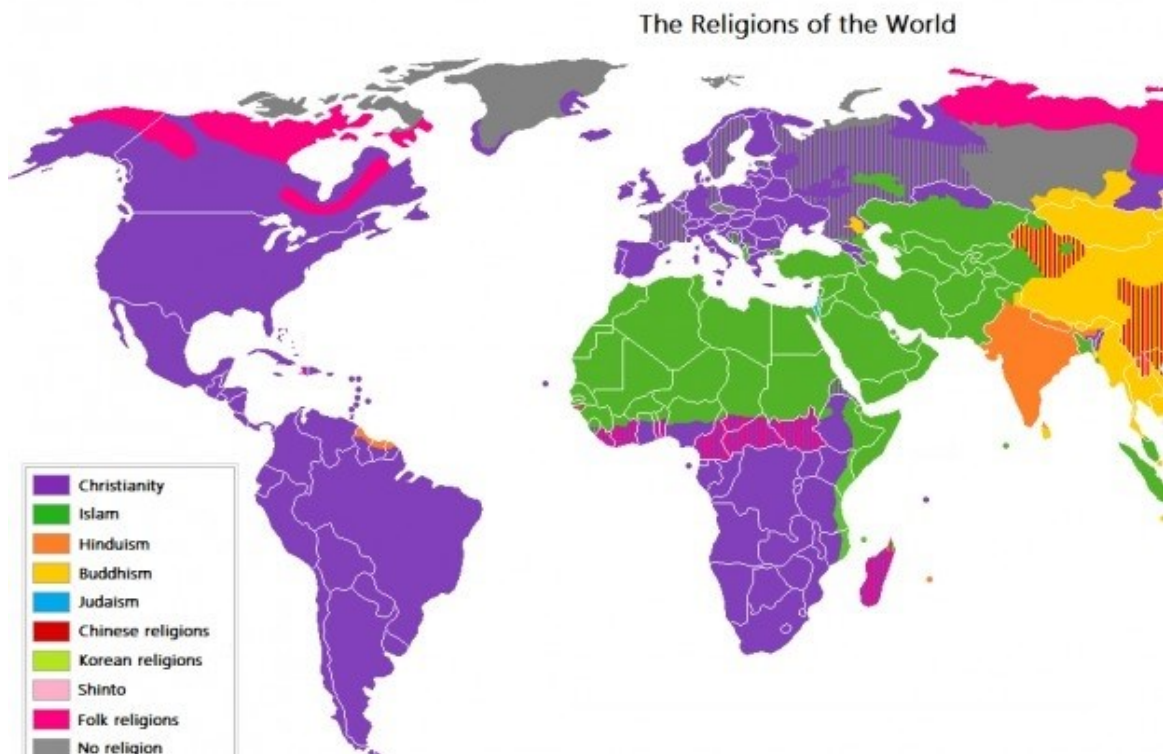 The Religions of the World
Christianity
Islam
Hinduism
Buddhism
Judaism
Chinese religions
Korean religions
Shinto
Folk religions
No religion